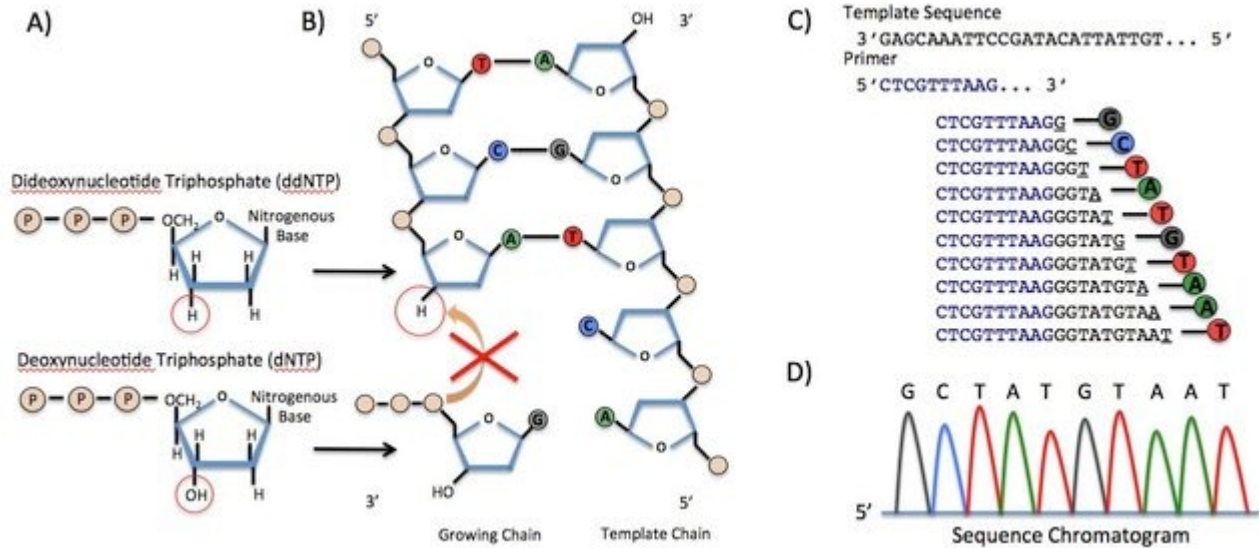 A)
Dideoxynucleotide Triphosphate (ddNTP)
P P P OCH2 O Nitrogenous Base
H H
H H
Deoxynucleotide Triphosphate (dNTP)
P P P OCH2 O Nitrogenous Base
H H
OH H
B)
5' OH 3'
O T A O
O C G O
O A T O
H
C O
G O A O
HO
3' 5'
Growing Chain Template Chain
C)
Template Sequence
3'GAGCAAATTCCGATACATTATTGT... 5'
Primer
5'CTCGTTTAAG... 3'
CTCGTTTAAGG G
CTCGTTTAAGGC C
CTCGTTTAAGGGT T
CTCGTTTAAGGGTA A
CTCGTTTAAGGGTAT T
CTCGTTTAAGGGTATG G
CTCGTTTAAGGGTATGT T
CTCGTTTAAGGGTATGTA A
CTCGTTTAAGGGTATGTAA A
CTCGTTTAAGGGTATGTAAT T
D)
G C T A T G T A A T
5'
Sequence Chromatogram